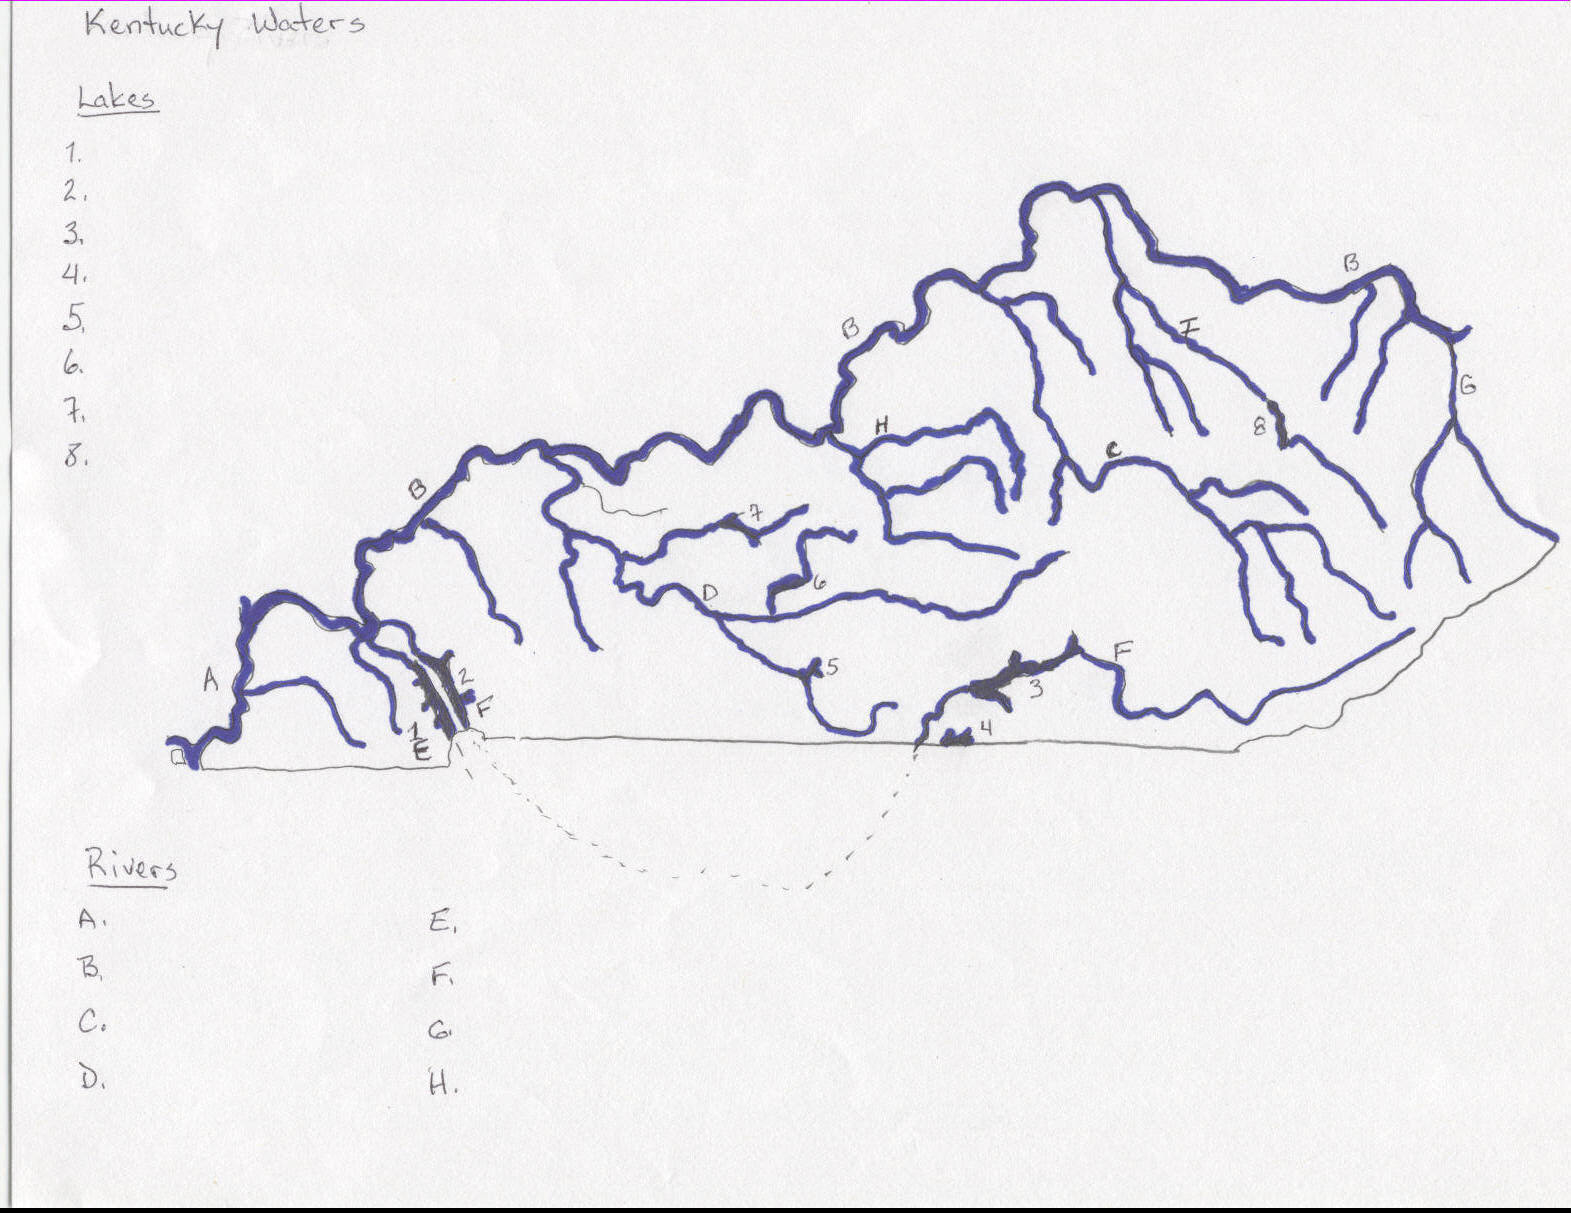 Kentucky Waters
Lakes
1.
2.
3.
4.
5.
6.
7.
8.
B
B
I
G
8
H
C
B
7
6
D
A
2
5
F
3
F
1
E
4
Rivers
A. E.
B. F.
C. G.
D. H.